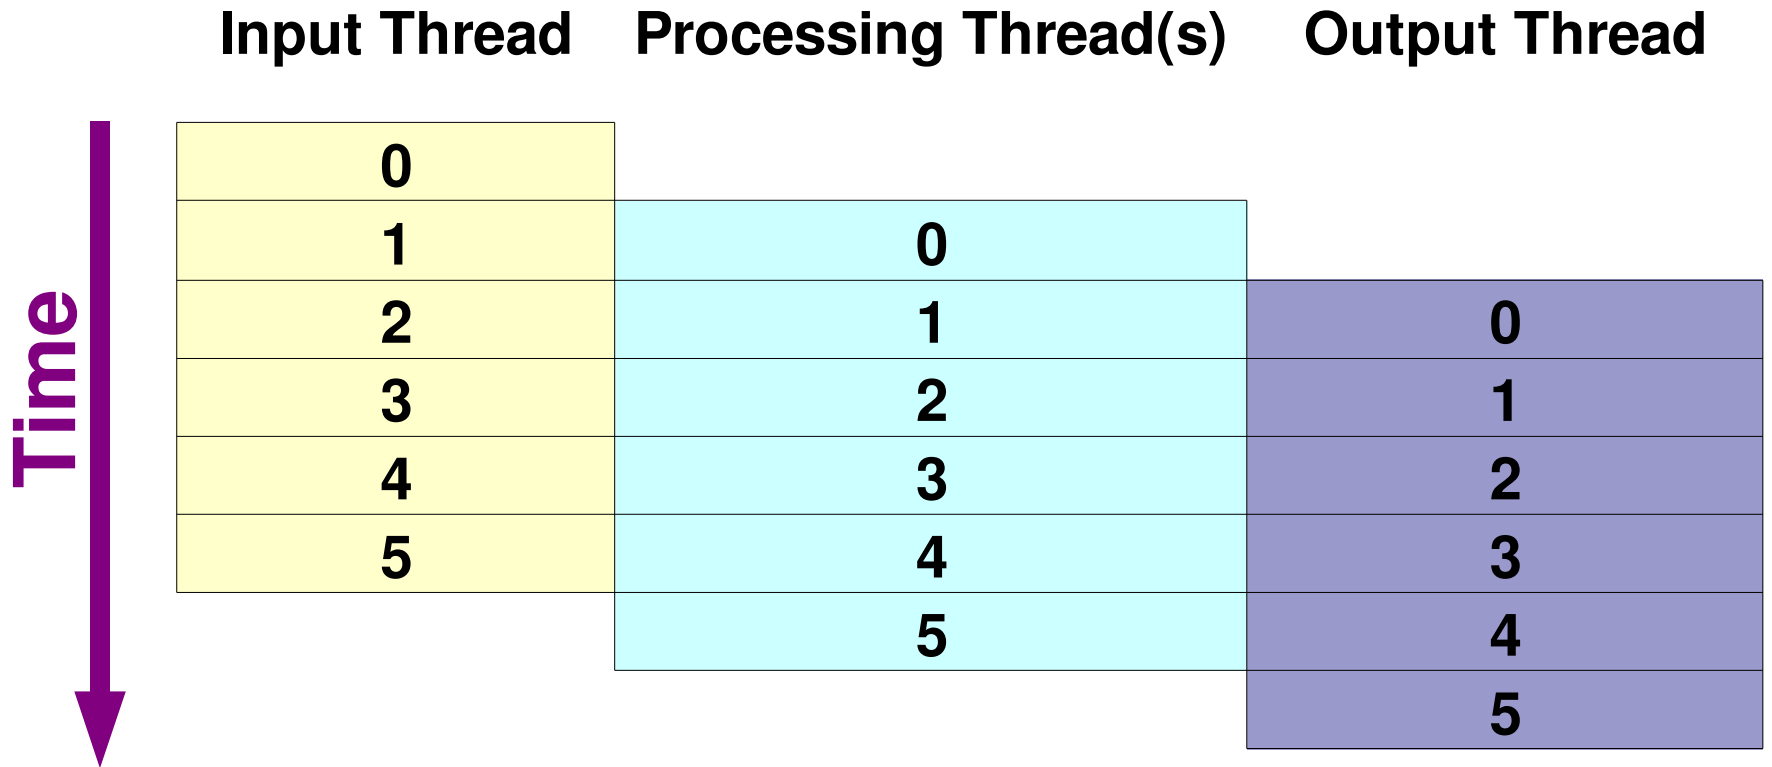 Input Thread Processing Thread(s) Output Thread
Time
0
1 0
2 1 0
3 2 1
4 3 2
5 4 3
5 4
5